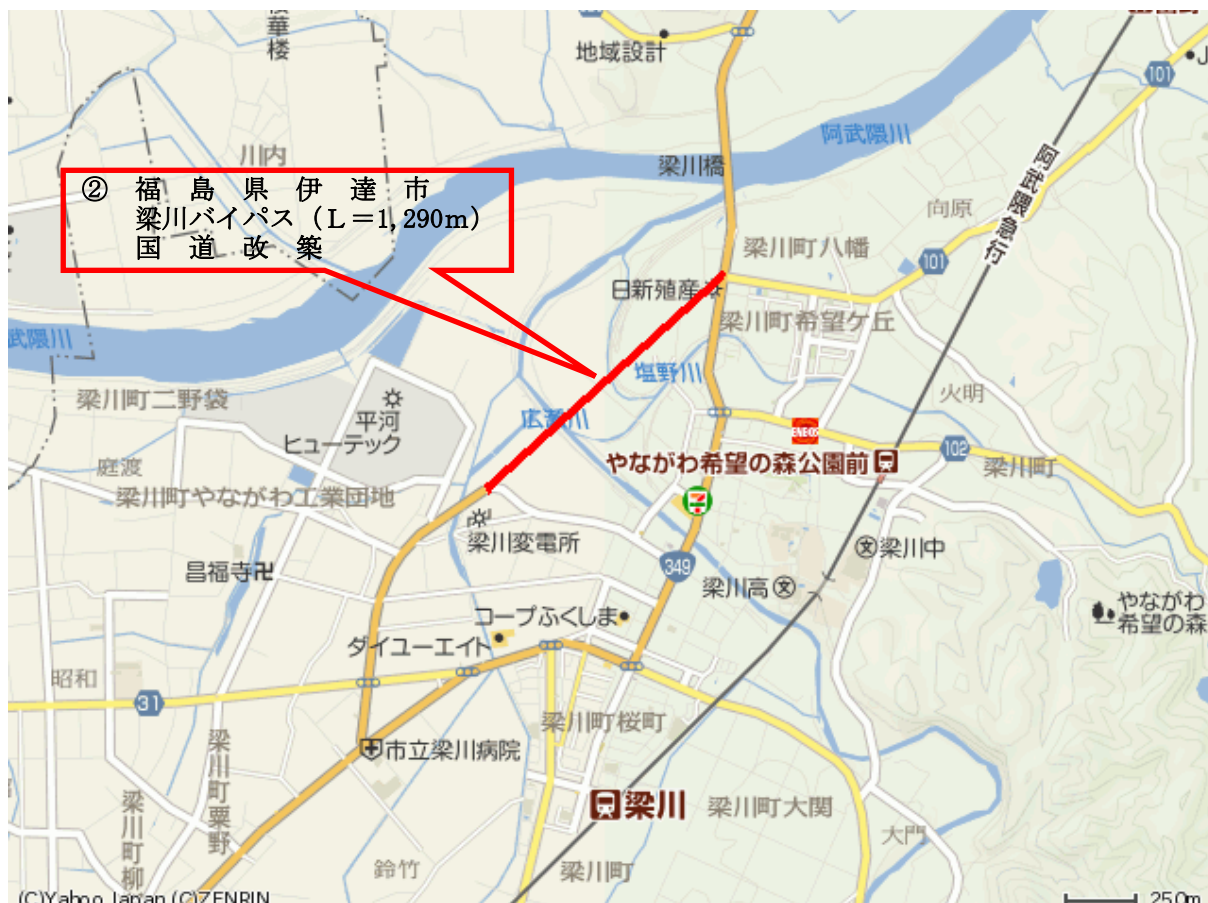 地域設計
101
阿武隈川
梁川橋
川内
② 福島県伊達市
梁川バイパス(L=1,290m)
国道改築
阿武隈急行
向原
梁川町八幡
101
日新殖産
梁川町希望ケ丘
武隈川
塩野川
火明
梁川町二野袋
平河
ヒューテック
広瀬川
ENEOS
102
やながわ希望の森公園前
梁川町
庭渡
梁川町やながわ工業団地
梁川変電所
昌福寺
349
文梁川中
梁川高文
やながわ
希望の森
コープふくしま
ダイユーエイト
昭和
31
梁川町桜町
梁川町粟野
市立梁川病院
梁川
梁川町大関
梁川町柳
大門
鈴竹
梁川町
(C)Yahoo Japan (C)ZENRIN
250m